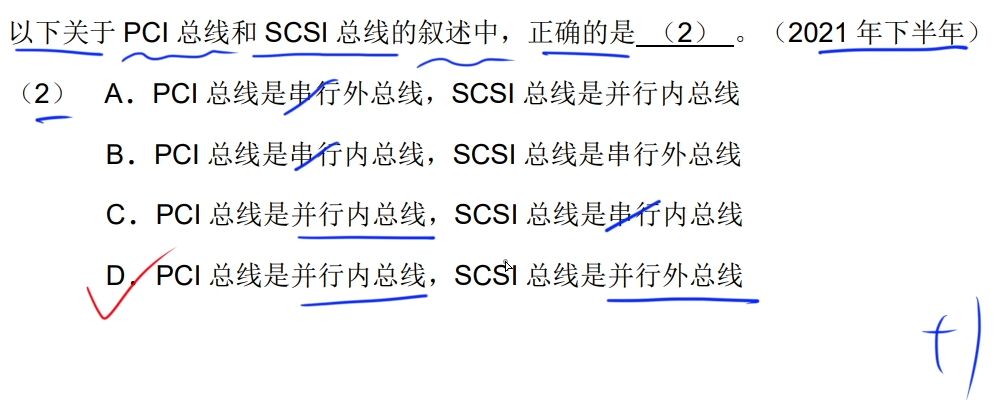 以下关于 PCI 总线和 SCSI 总线的叙述中，正确的是 （2） 。（2021 年下半年）
（2） A．PCI 总线是串行外总线，SCSI 总线是并行内总线
B．PCI 总线是串行内总线，SCSI 总线是串行外总线
C．PCI 总线是并行内总线，SCSI 总线是串行内总线
D．PCI 总线是并行内总线，SCSI 总线是并行外总线